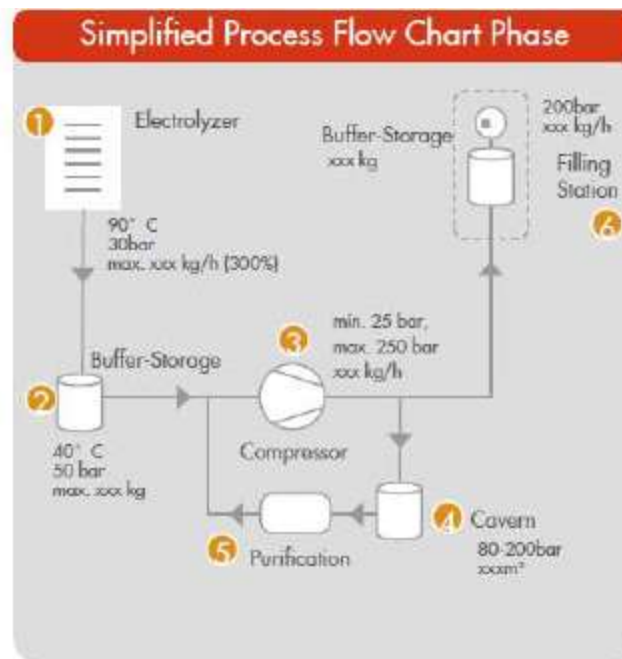 Simplified Process Flow Chart Phase
1
Electrolyzer
90° C
30bar
max. xxx kg/h (300%)
Buffer-Storage
xxx kg
200bar
xxx kg/h
Filling
Station
6
Buffer-Storage
2
40° C
50 bar
max. xxx kg
3
min. 25 bar,
max. 250 bar
xxx kg/h
Compressor
4
Cavern
80-200bar
xxxm³
5
Purification